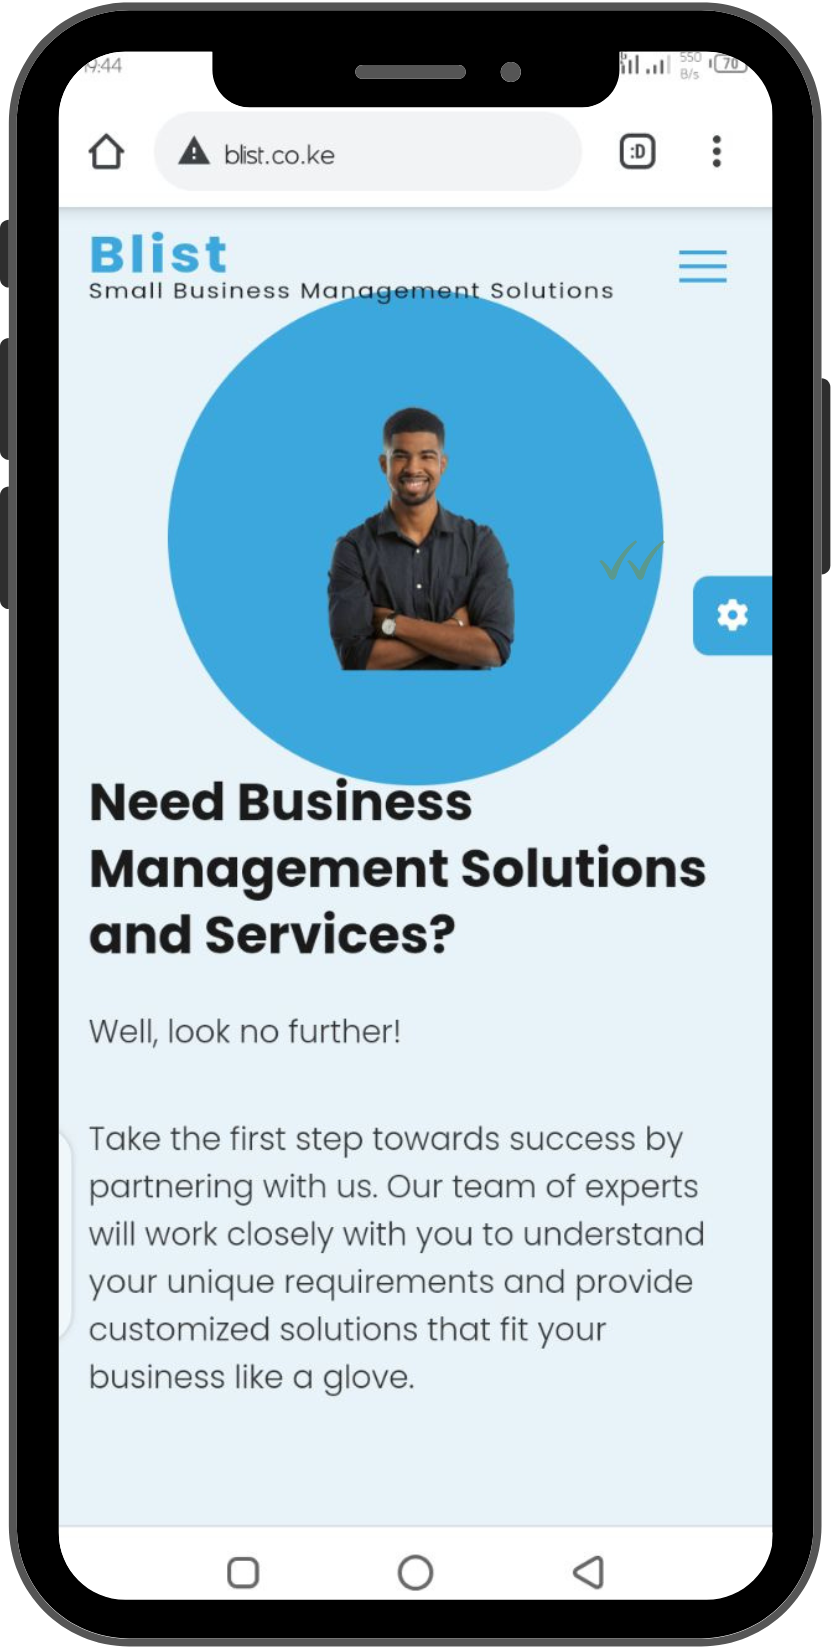 9:44
550
B/s
70
blist.co.ke
:D
Blist
Small Business Management Solutions
Need Business
Management Solutions
and Services?
Well, look no further!
Take the first step towards success by
partnering with us. Our team of experts
will work closely with you to understand
your unique requirements and provide
customized solutions that fit your
business like a glove.